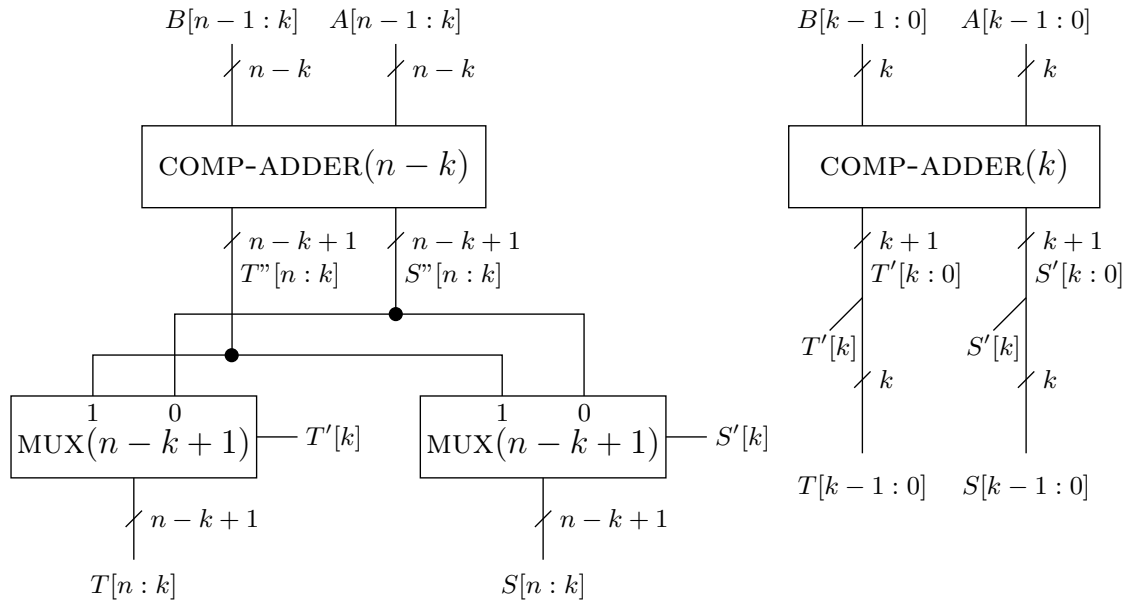 B[n − 1 : k] A[n − 1 : k] B[k − 1 : 0] A[k − 1 : 0]
n − k n − k k k
COMP-ADDER(n − k) COMP-ADDER(k)
n − k + 1 n − k + 1 k + 1 k + 1
T”[n : k] S”[n : k] T′[k : 0] S′[k : 0]
T′[k] S′[k]
k k
1 0 1 0
MUX(n − k + 1) T′[k] MUX(n − k + 1) S′[k]
T[k − 1 : 0] S[k − 1 : 0]
n − k + 1 n − k + 1
T[n : k] S[n : k]